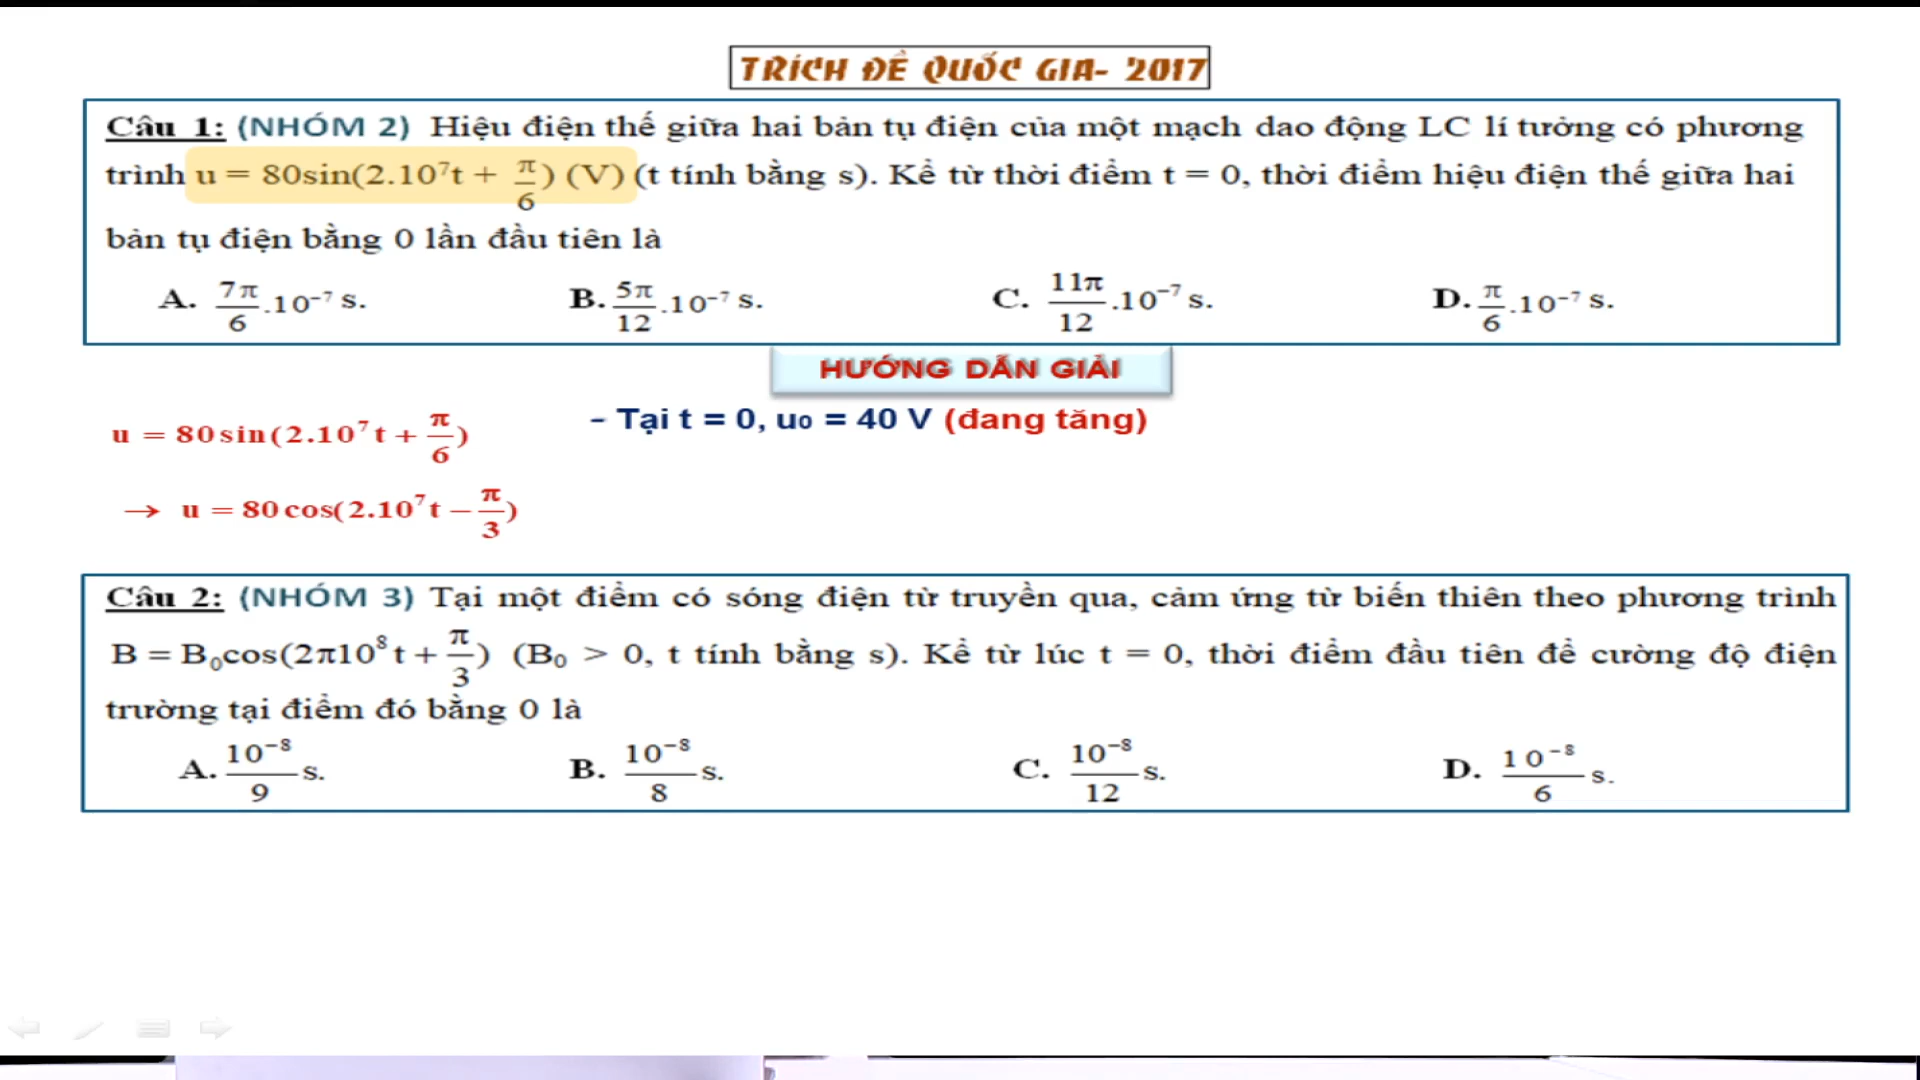 TRÍCH ĐỀ QUỐC GIA- 2017
Câu 1: (NHÓM 2) Hiệu điện thế giữa hai bản tụ điện của một mạch dao động LC lí tưởng có phương
trình u = 80sin(2.10⁷t + π/6) (V) (t tính bằng s). Kể từ thời điểm t = 0, thời điểm hiệu điện thế giữa hai
bản tụ điện bằng 0 lần đầu tiên là
A. 7π/6 .10⁻⁷ s. B. 5π/12 .10⁻⁷ s. C. 11π/12 .10⁻⁷ s. D. π/6 .10⁻⁷ s.
HƯỚNG DẪN GIẢI
u = 80sin(2.10⁷t + π/6) – Tại t = 0, u₀ = 40 V (đang tăng)
→ u = 80cos(2.10⁷t − π/3)
Câu 2: (NHÓM 3) Tại một điểm có sóng điện từ truyền qua, cảm ứng từ biến thiên theo phương trình
B = B₀cos(2π10⁸t + π/3) (B₀ > 0, t tính bằng s). Kể từ lúc t = 0, thời điểm đầu tiên để cường độ điện
trường tại điểm đó bằng 0 là
A. 10⁻⁸/9 s. B. 10⁻⁸/8 s. C. 10⁻⁸/12 s. D. 10⁻⁸/6 s.